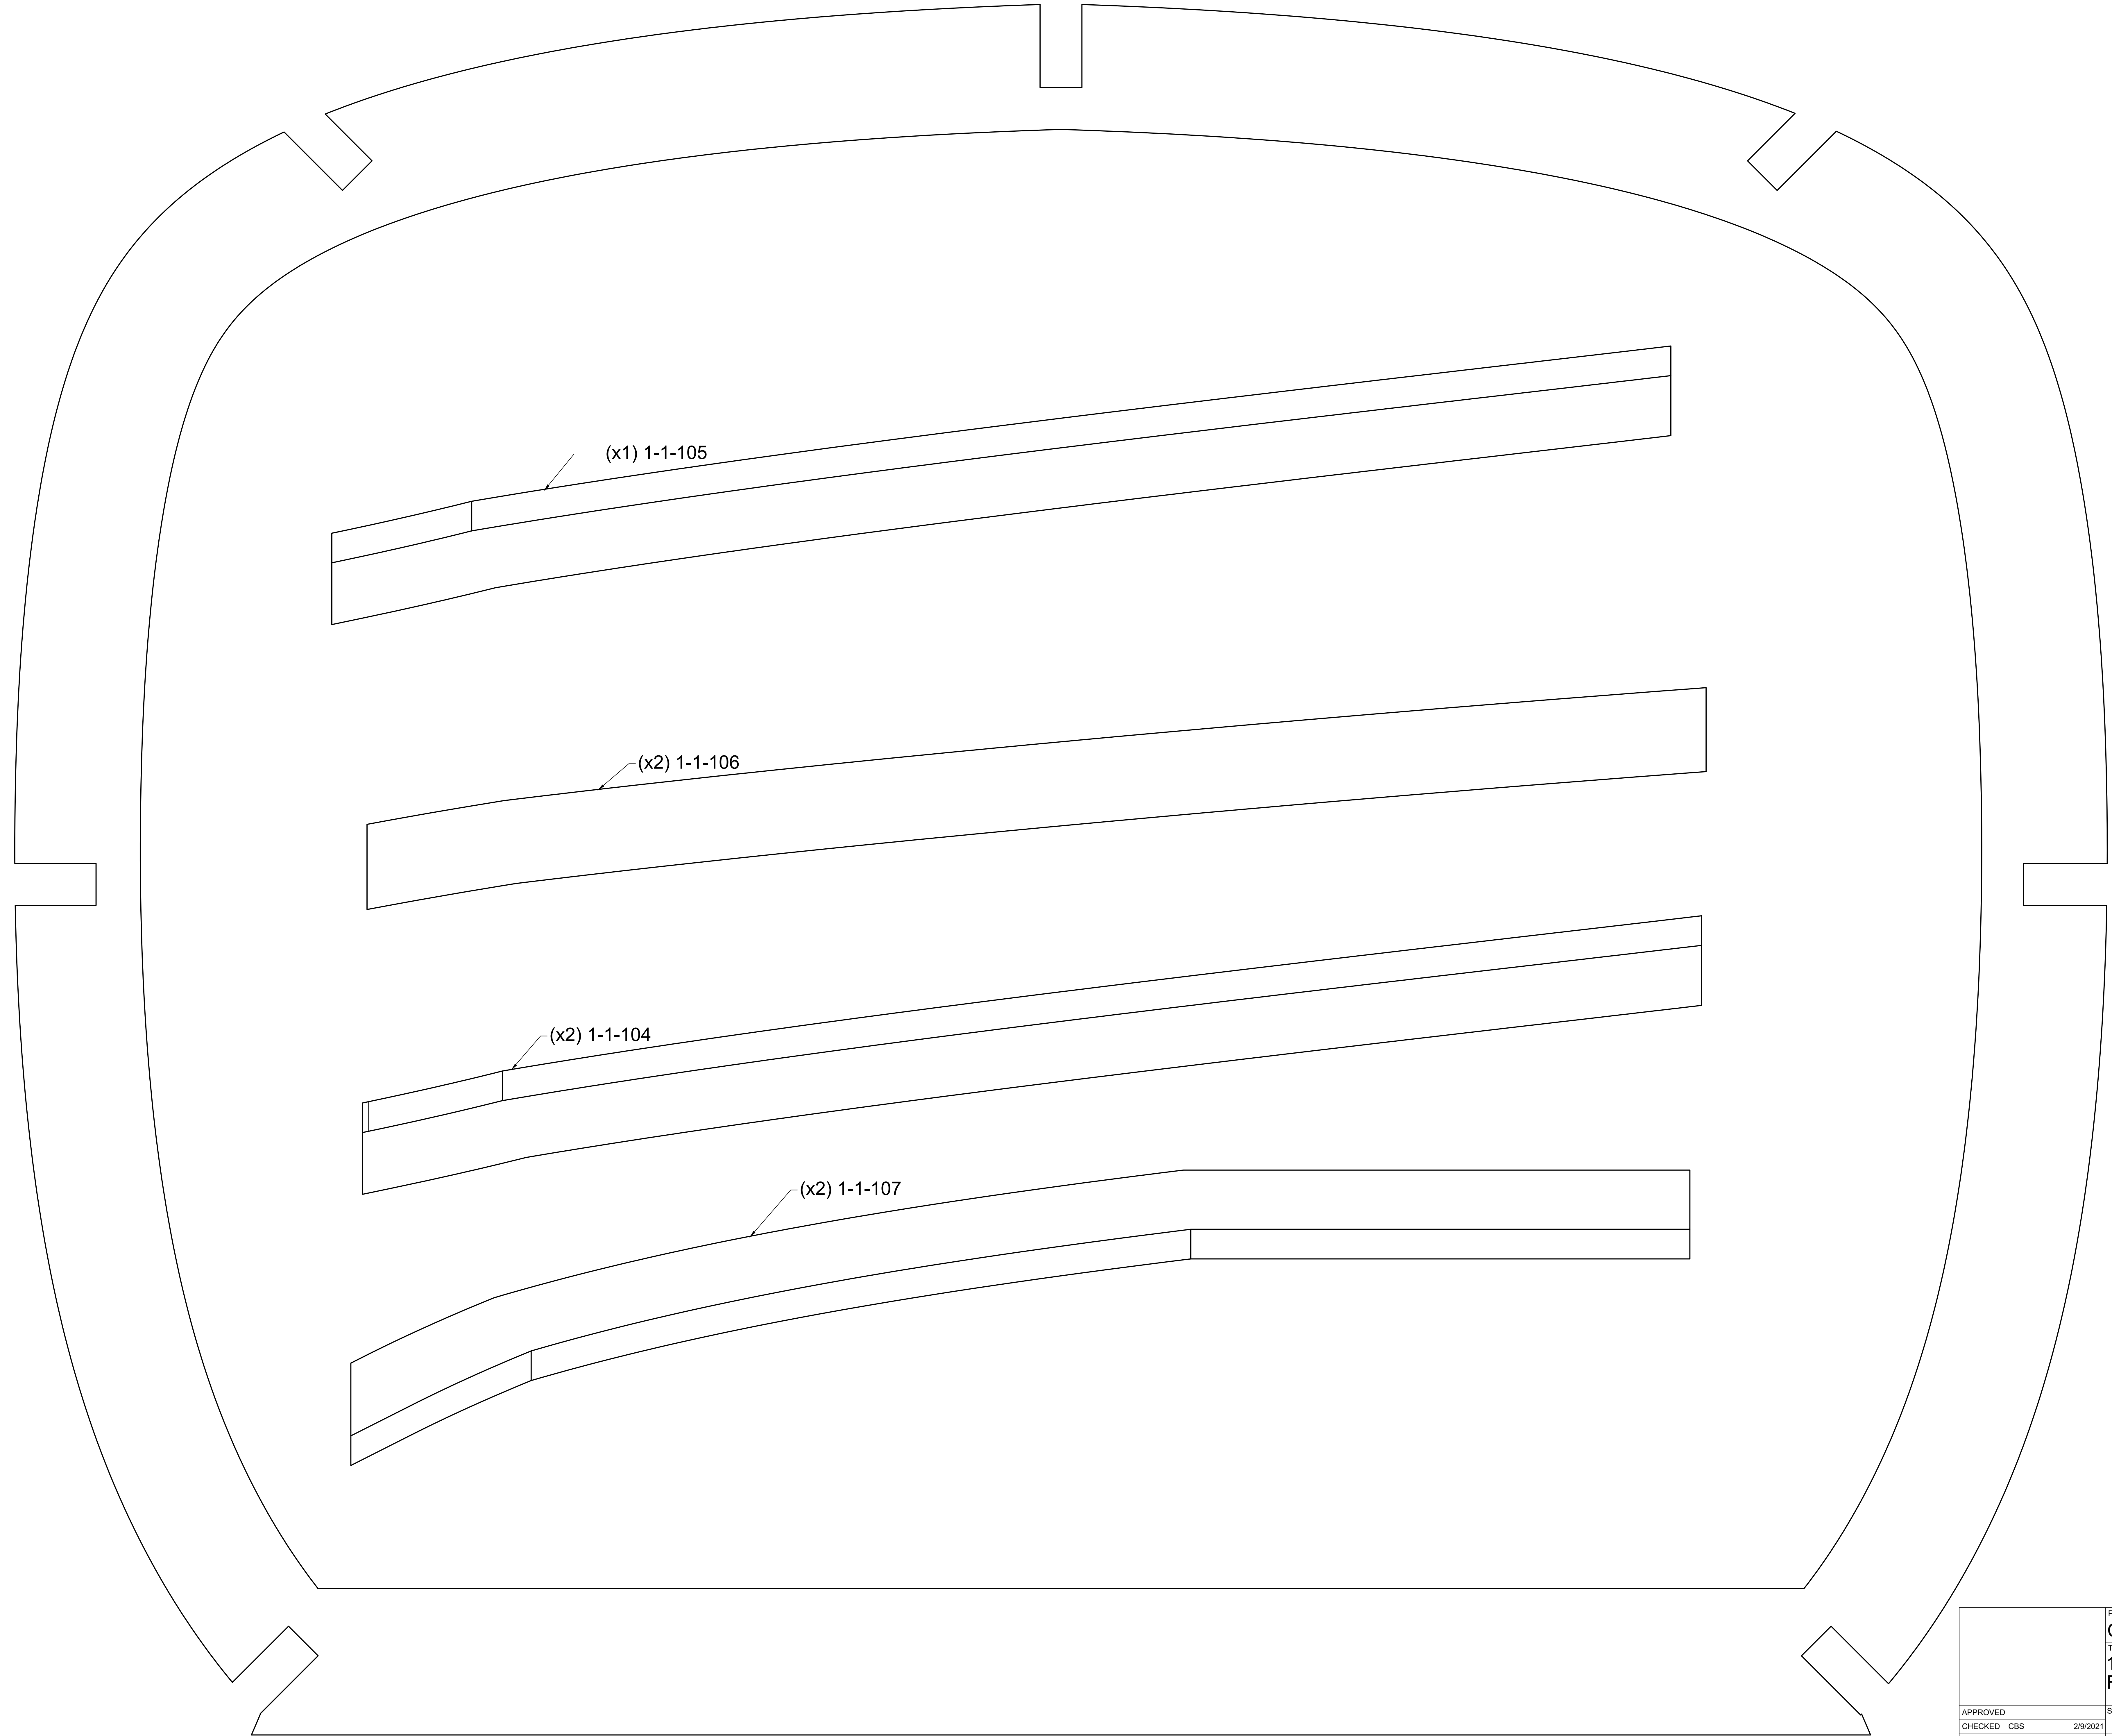 (x1) 1-1-105
(x2) 1-1-106
(x2) 1-1-104
(x2) 1-1-107
APPROVED
CHECKED CBS 2/9/2021